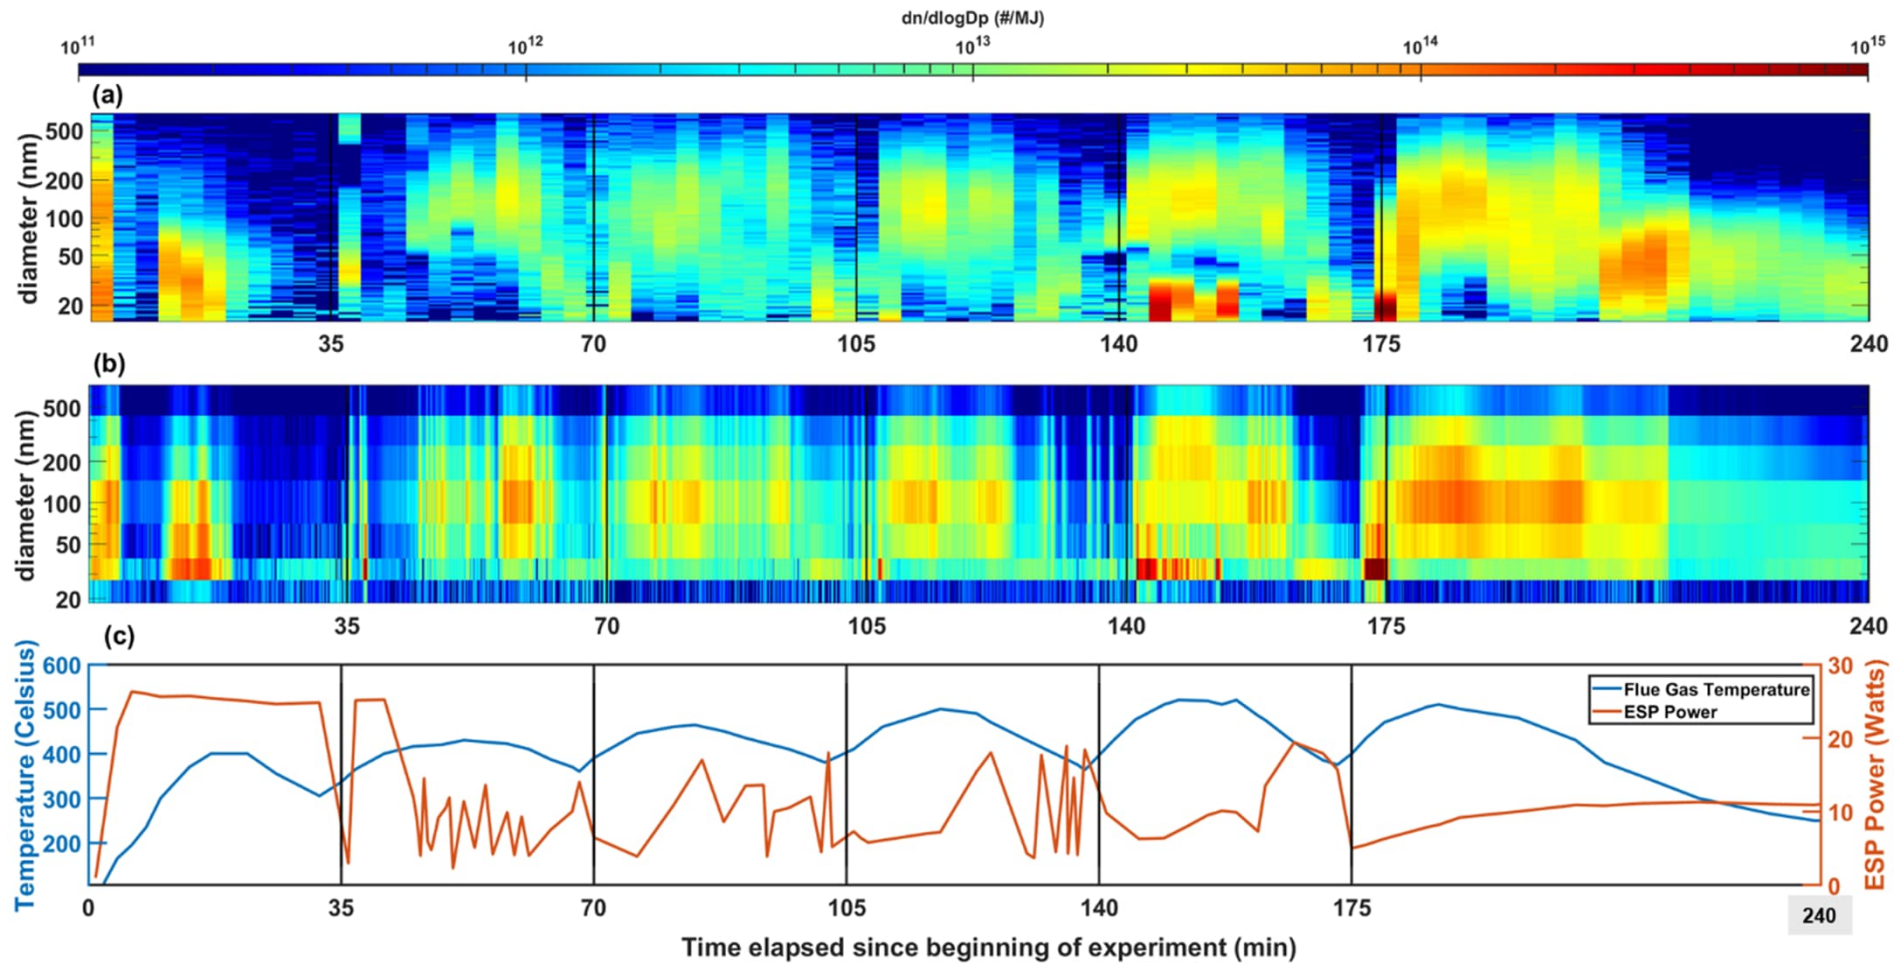 dn/dlogDp (#/MJ)
10^11 10^12 10^13 10^14 10^15
(a)
diameter (nm)
500
200
100
50
20
35 70 105 140 175 240
(b)
diameter (nm)
500
200
100
50
20
35 70 105 140 175 240
(c)
Temperature (Celsius)
600
500
400
300
200
Flue Gas Temperature
ESP Power
30
20
10
0
ESP Power (Watts)
0 35 70 105 140 175 240
Time elapsed since beginning of experiment (min)